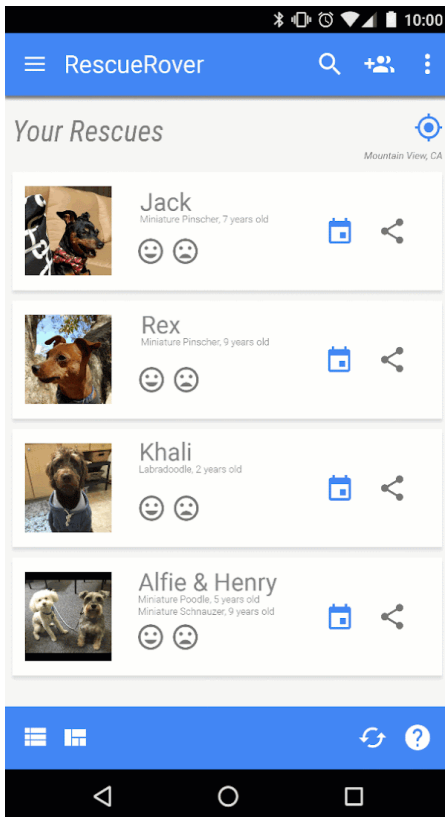 10:00
RescueRover
Your Rescues
Mountain View, CA
Jack
Miniature Pinscher, 7 years old
Rex
Miniature Pinscher, 9 years old
Khali
Labradoodle, 2 years old
Alfie & Henry
Miniature Poodle, 5 years old
Miniature Schnauzer, 9 years old
?